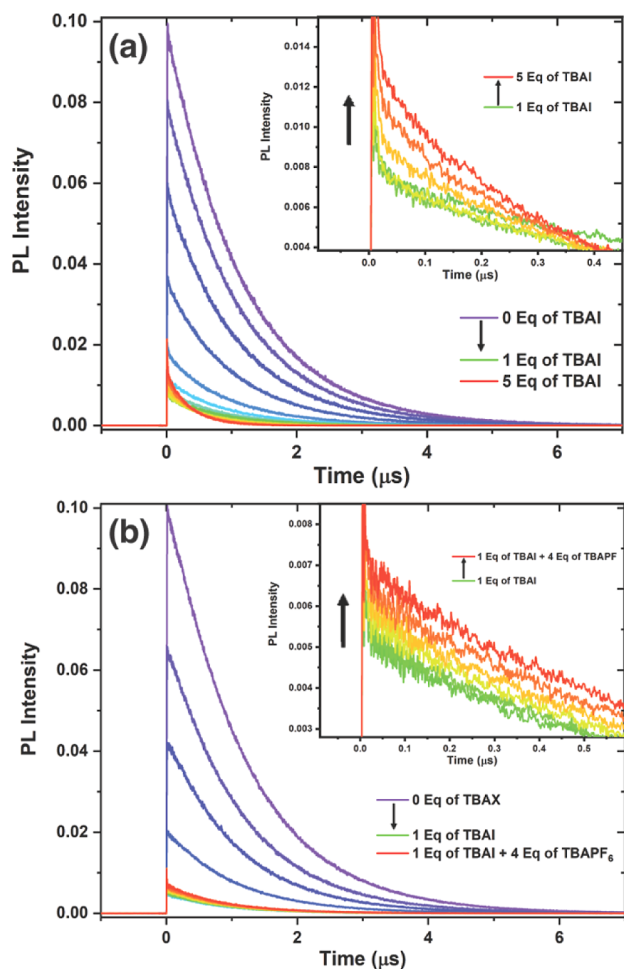 (a)
0.10
0.08
0.06
0.04
0.02
0.00
PL Intensity
0
2
4
6
Time (μs)
0.014
0.012
0.010
0.008
0.006
0.004
PL Intensity
0.0
0.1
0.2
0.3
0.4
Time (μs)
5 Eq of TBAI
1 Eq of TBAI
0 Eq of TBAI
1 Eq of TBAI
5 Eq of TBAI
(b)
0.10
0.08
0.06
0.04
0.02
0.00
PL Intensity
0
2
4
6
Time (μs)
0.008
0.007
0.006
0.005
0.004
0.003
PL Intensity
0.0
0.1
0.2
0.3
0.4
0.5
Time (μs)
1 Eq of TBAI + 4 Eq of TBAPF
1 Eq of TBAI
0 Eq of TBAX
1 Eq of TBAI
1 Eq of TBAI + 4 Eq of TBAPF₆